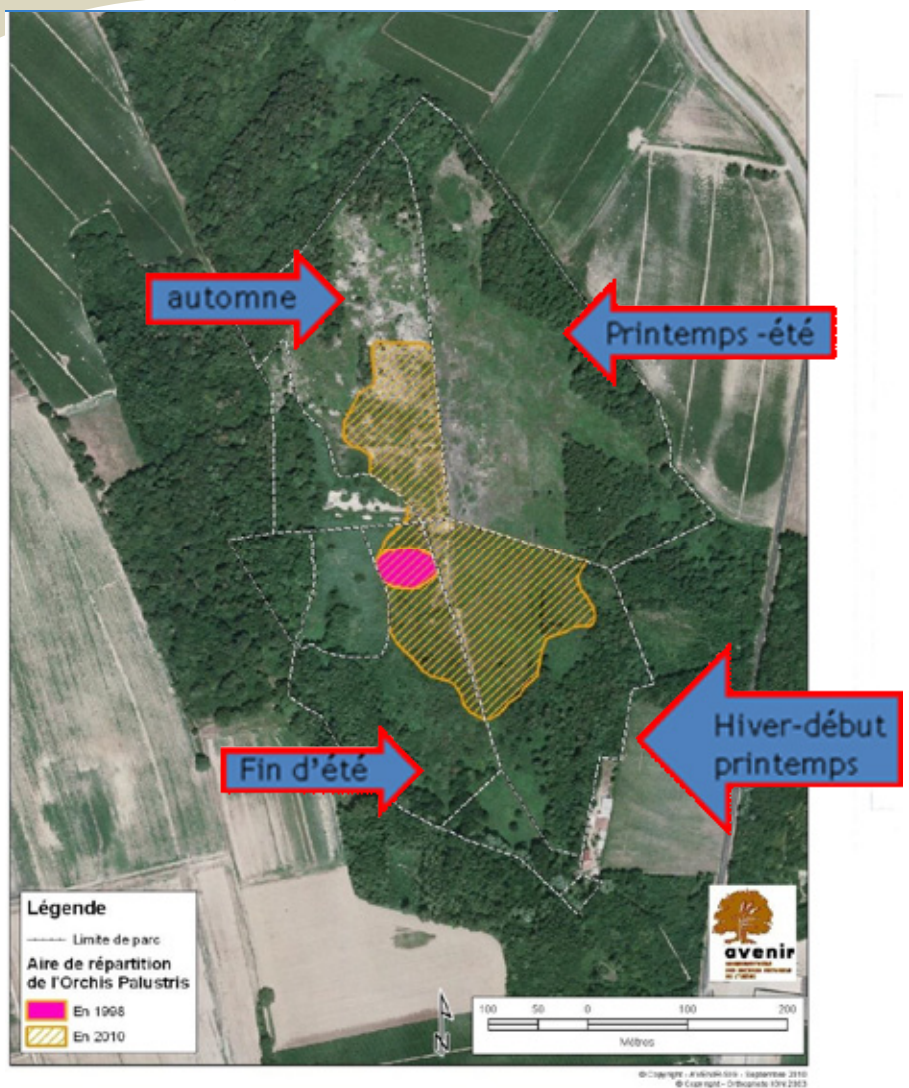 automne
Printemps -été
Hiver-début
printemps
Fin d'été
Légende
Limite de parc
Aire de répartition
de l'Orchis Palustris
En 1998
En 2010
avenir
N
100 50 0 100 200
Mètres